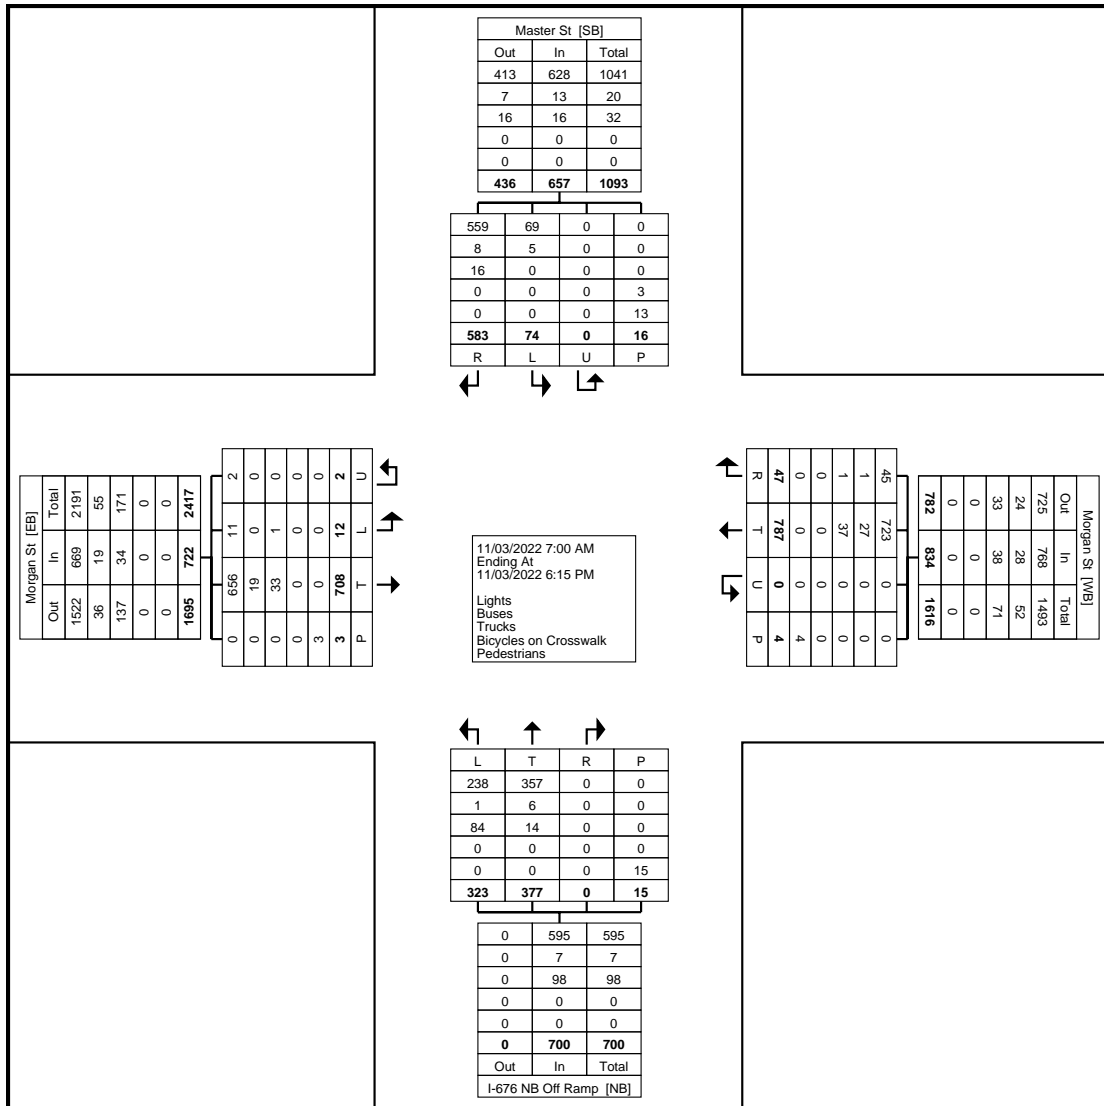 Master St [SB]
Out In Total
413 628 1041
7 13 20
16 16 32
0 0 0
0 0 0
436 657 1093
559 69 0 0
8 5 0 0
16 0 0 0
0 0 0 3
0 0 0 13
583 74 0 16
R L U P
Morgan St [EB]
Total In Out
2191 669 1522
55 19 36
171 34 137
0 0 0
0 0 0
2417 722 1695
2 11 656 0
0 0 19 0
0 1 33 0
0 0 0 0
0 0 0 3
2 12 708 3
U L T P
11/03/2022 7:00 AM
Ending At
11/03/2022 6:15 PM
Lights
Buses
Trucks
Bicycles on Crosswalk
Pedestrians
Morgan St [WB]
Out In Total
725 768 1493
24 28 52
33 38 71
0 0 0
0 0 0
782 834 1616
45 723 0 0
1 27 0 0
1 37 0 0
0 0 0 0
0 0 0 4
47 787 0 4
R T U P
L T R P
238 357 0 0
1 6 0 0
84 14 0 0
0 0 0 0
0 0 0 15
323 377 0 15
0 595 595
0 7 7
0 98 98
0 0 0
0 0 0
0 700 700
Out In Total
I-676 NB Off Ramp [NB]